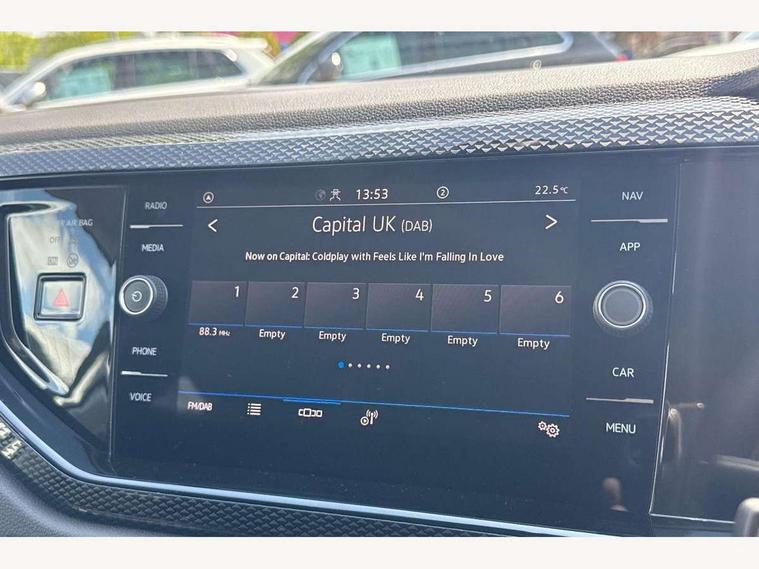 13:53
2
22.5°C
RADIO
NAV
Capital UK (DAB)
AIR BAG
OFF
MEDIA
APP
Now on Capital: Coldplay with Feels Like I'm Falling In Love
1
2
3
4
5
6
88.3 MHz
Empty
Empty
Empty
Empty
Empty
PHONE
CAR
VOICE
FM/DAB
MENU